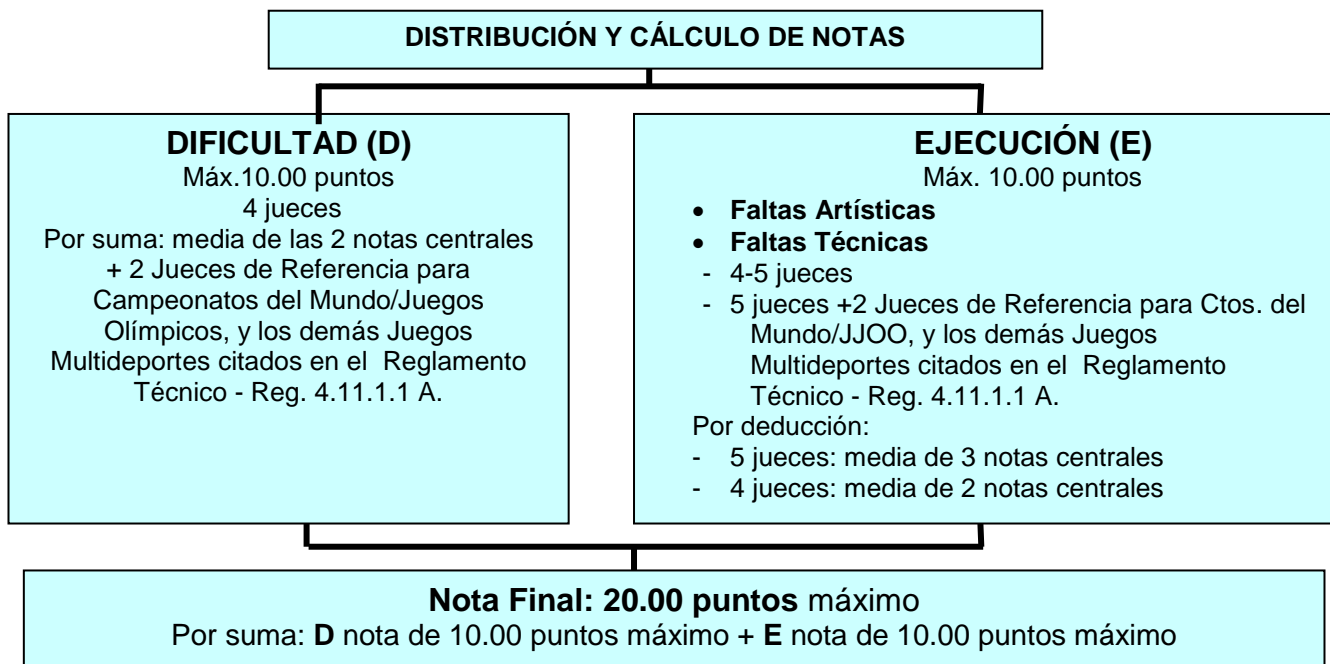 DISTRIBUCIÓN Y CÁLCULO DE NOTAS
DIFICULTAD (D)
Máx.10.00 puntos
4 jueces
Por suma: media de las 2 notas centrales
+ 2 Jueces de Referencia para
Campeonatos del Mundo/Juegos
Olímpicos, y los demás Juegos
Multideportes citados en el Reglamento
Técnico - Reg. 4.11.1.1 A.
EJECUCIÓN (E)
Máx. 10.00 puntos
• Faltas Artísticas
• Faltas Técnicas
- 4-5 jueces
- 5 jueces +2 Jueces de Referencia para Ctos. del
Mundo/JJOO, y los demás Juegos
Multideportes citados en el Reglamento
Técnico - Reg. 4.11.1.1 A.
Por deducción:
- 5 jueces: media de 3 notas centrales
- 4 jueces: media de 2 notas centrales
Nota Final: 20.00 puntos máximo
Por suma: D nota de 10.00 puntos máximo + E nota de 10.00 puntos máximo